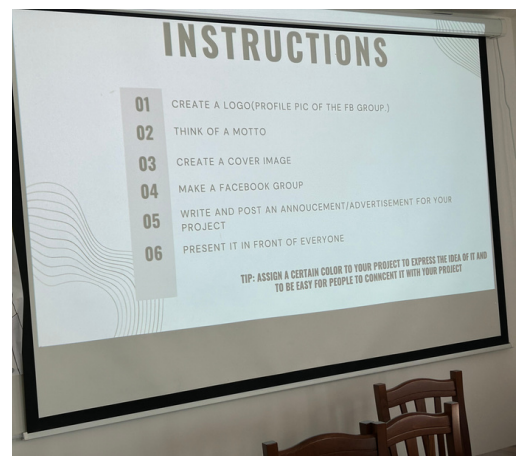 INSTRUCTIONS
01 CREATE A LOGO(PROFILE PIC OF THE FB GROUP.)
02 THINK OF A MOTTO
03 CREATE A COVER IMAGE
04 MAKE A FACEBOOK GROUP
05 WRITE AND POST AN ANNOUCEMENT/ADVERTISEMENT FOR YOUR
PROJECT
06 PRESENT IT IN FRONT OF EVERYONE
TIP: ASSIGN A CERTAIN COLOR TO YOUR PROJECT TO EXPRESS THE IDEA OF IT AND
TO BE EASY FOR PEOPLE TO CONNCENT IT WITH YOUR PROJECT